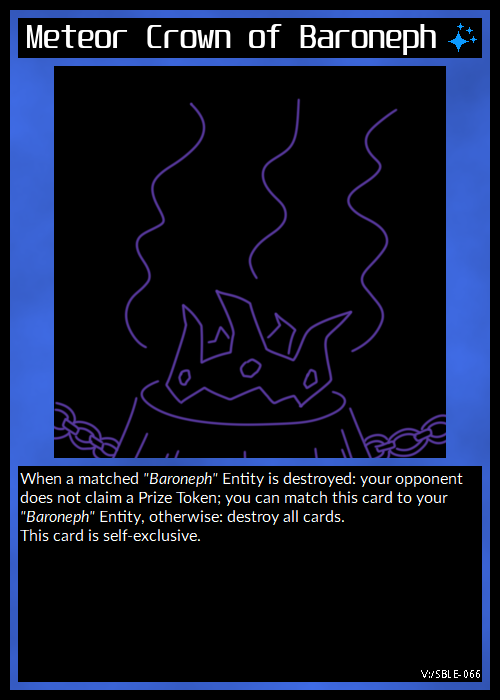 Meteor Crown of Baroneph
When a matched "Baroneph" Entity is destroyed: your opponent
does not claim a Prize Token; you can match this card to your
"Baroneph" Entity, otherwise: destroy all cards.
This card is self-exclusive.
V:/SBLE-066